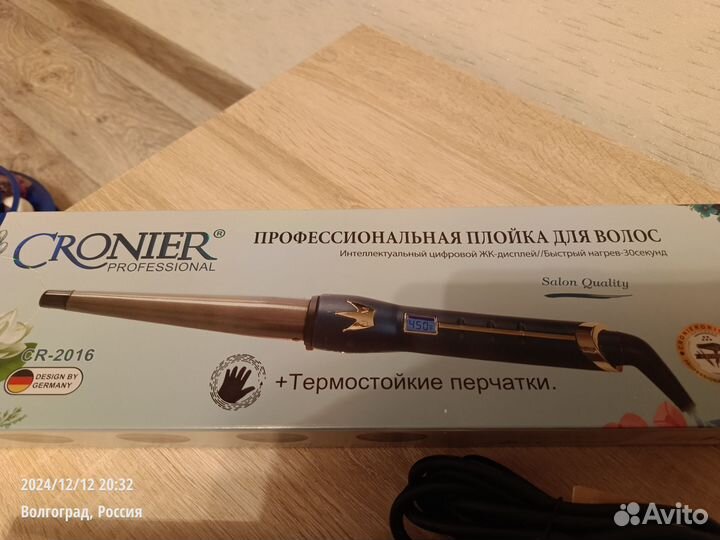 CRONIER®
PROFESSIONAL
ПРОФЕССИОНАЛЬНАЯ ПЛОЙКА ДЛЯ ВОЛОС
Интеллектуальный цифровой ЖК-дисплей//Быстрый нагрев-30секунд
Salon Quality
450
CR-2016
DESIGN BY
GERMANY
+Термостойкие перчатки.
2024/12/12 20:32
Волгоград, Россия
Avito